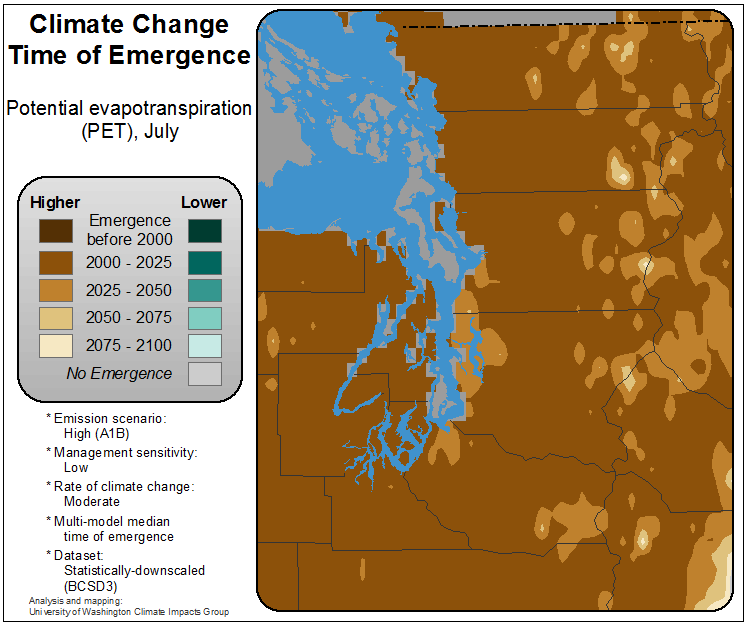 Climate Change
Time of Emergence
Potential evapotranspiration
(PET), July
Higher Lower
Emergence
before 2000
2000 - 2025
2025 - 2050
2050 - 2075
2075 - 2100
No Emergence
* Emission scenario:
High (A1B)
* Management sensitivity:
Low
* Rate of climate change:
Moderate
* Multi-model median
time of emergence
* Dataset:
Statistically-downscaled
(BCSD3)
Analysis and mapping:
University of Washington Climate Impacts Group